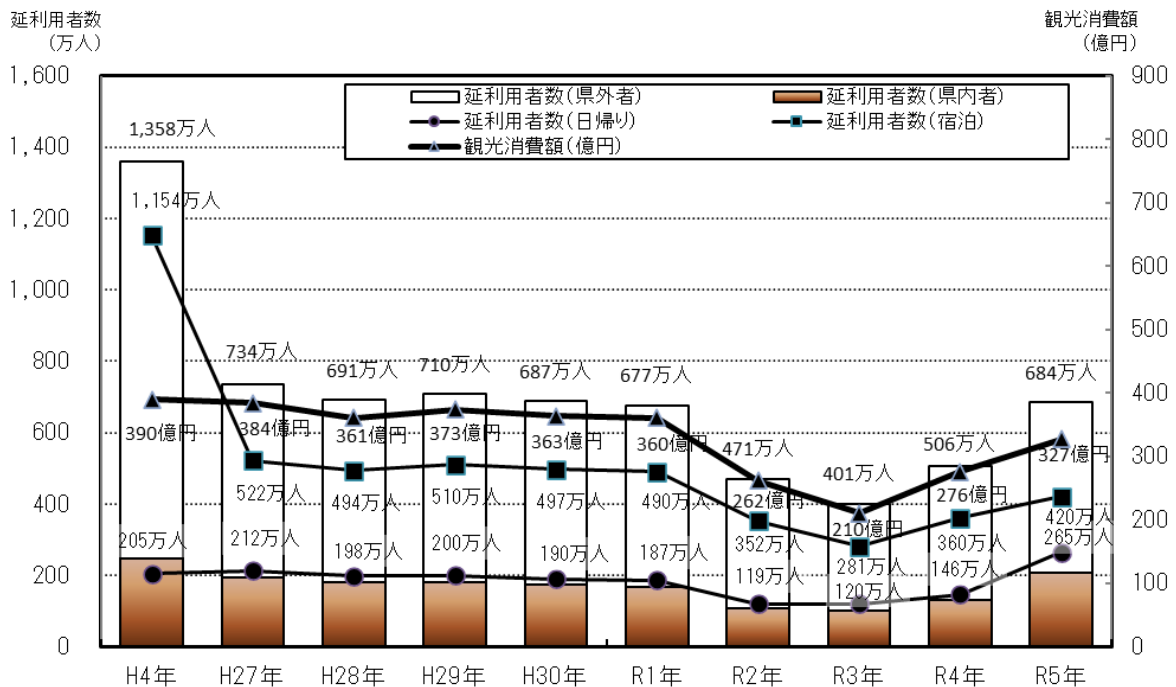 延利用者数
(万人)
観光消費額
(億円)
延利用者数(県外者)
延利用者数(県内者)
延利用者数(日帰り)
延利用者数(宿泊)
観光消費額(億円)
1,600
1,400
1,200
1,000
800
600
400
200
0
900
800
700
600
500
400
300
200
100
0
1,358万人
734万人
691万人
710万人
687万人
677万人
471万人
401万人
506万人
684万人
1,154万人
522万人
494万人
510万人
497万人
490万人
352万人
281万人
360万人
420万人
390億円
384億円
361億円
373億円
363億円
360億円
262億円
210億円
276億円
327億円
205万人
212万人
198万人
200万人
190万人
187万人
119万人
120万人
146万人
265万人
H4年
H27年
H28年
H29年
H30年
R1年
R2年
R3年
R4年
R5年